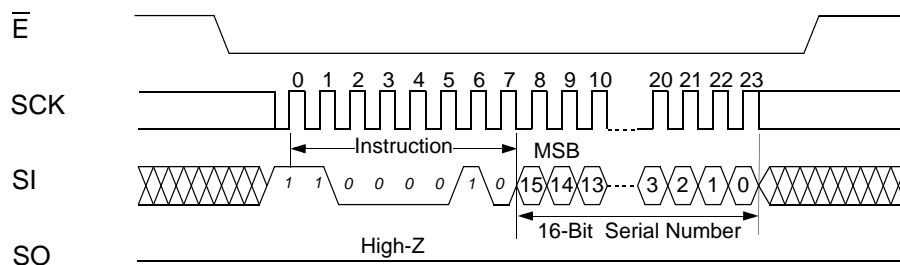 E
SCK
0 1 2 3 4 5 6 7 8 9 10 20 21 22 23
Instruction
MSB
SI
1 1 0 0 0 0 1 0 15 14 13 3 2 1 0
16-Bit Serial Number
High-Z
SO